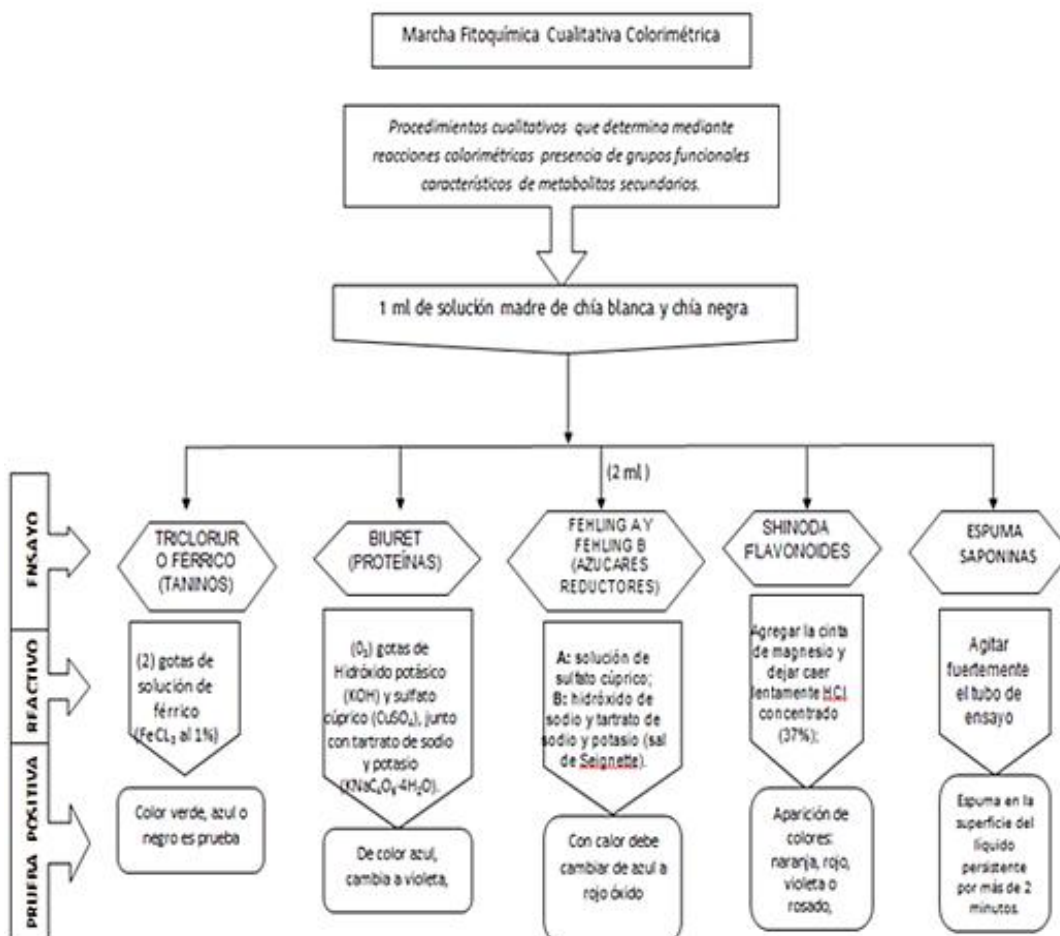 Marcha Fitoquímica Cualitativa Colorimétrica
Procedimientos cualitativos que determina mediante
reacciones colorimétricas presencia de grupos funcionales
característicos de metabolitos secundarios.
1 ml de solución madre de chía blanca y chía negra
(2 ml)
ENSAYO
TRICLORUR
O FÉRRICO
(TANINOS)
BIURET
(PROTEÍNAS)
FEHLING A Y
FEHLING B
(AZUCARES
REDUCTORES)
SHINODA
FLAVONOIDES
ESPUMA
SAPONINAS
REACTIVO
(2) gotas de
solución de
férrico
(FeCL3 al 1%)
gotas de
Hidróxido potásico
(KOH) y sulfato
cúprico (CuSO4), junto
con tartrato de sodio
y potasio
(KNaC4O6·4H2O).
A: solución de
sulfato cúprico;
B: hidróxido de
sodio y tartrato de
sodio y potasio (sal
de Seignette).
Agregar la cinta
de magnesio y
dejar caer
lentamente HCl
concentrado
(37%);
Agitar
fuertemente
el tubo de
ensayo
PRUEBA POSITIVA
Color verde, azul o
negro es prueba
De color azul,
cambia a violeta,
Con calor debe
cambiar de azul a
rojo óxido
Aparición de
colores:
naranja, rojo,
violeta o
rosado,
Espuma en la
superficie del
líquido
persistente
por más de 2
minutos.